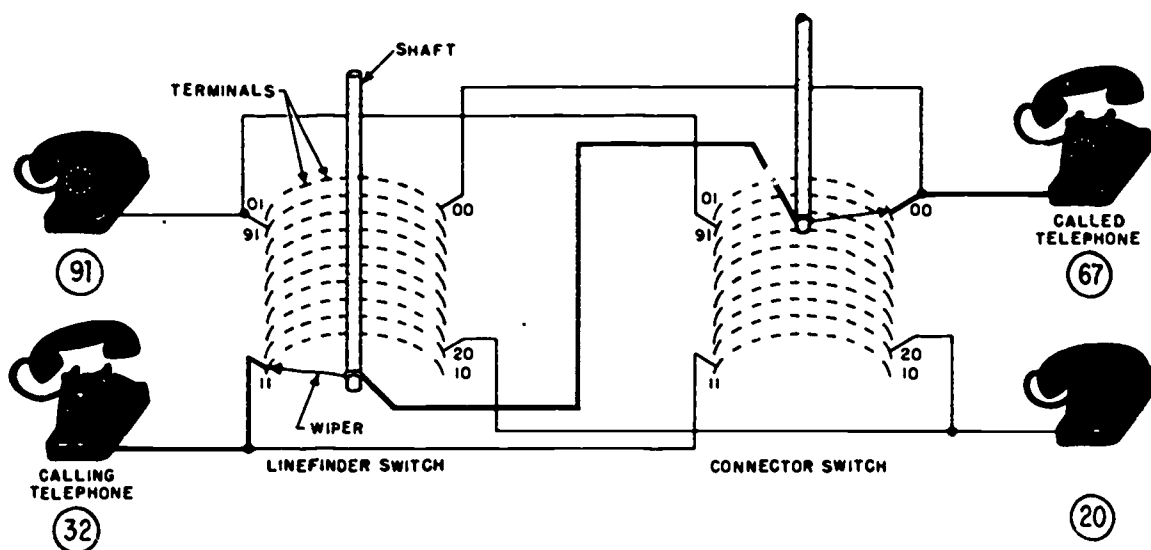 SHAFT
TERMINALS
01
91
00
01
91
00
91
CALLED
TELEPHONE
67
11
20
10
11
20
10
WIPER
LINEFINDER SWITCH
CONNECTOR SWITCH
CALLING
TELEPHONE
32
20